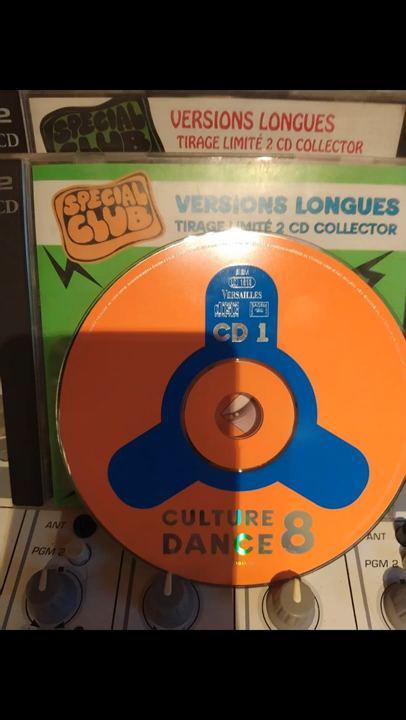 2
CD
SPECIAL
CLUB
VERSIONS LONGUES
TIRAGE LIMITÉ 2 CD COLLECTOR
2
CD
SPECIAL
CLUB
VERSIONS LONGUES
TIRAGE LIMITÉ 2 CD COLLECTOR
VERSAILLES
CD 1
CULTURE
DANCE 8
ANT
PGM 2
ANT
PGM